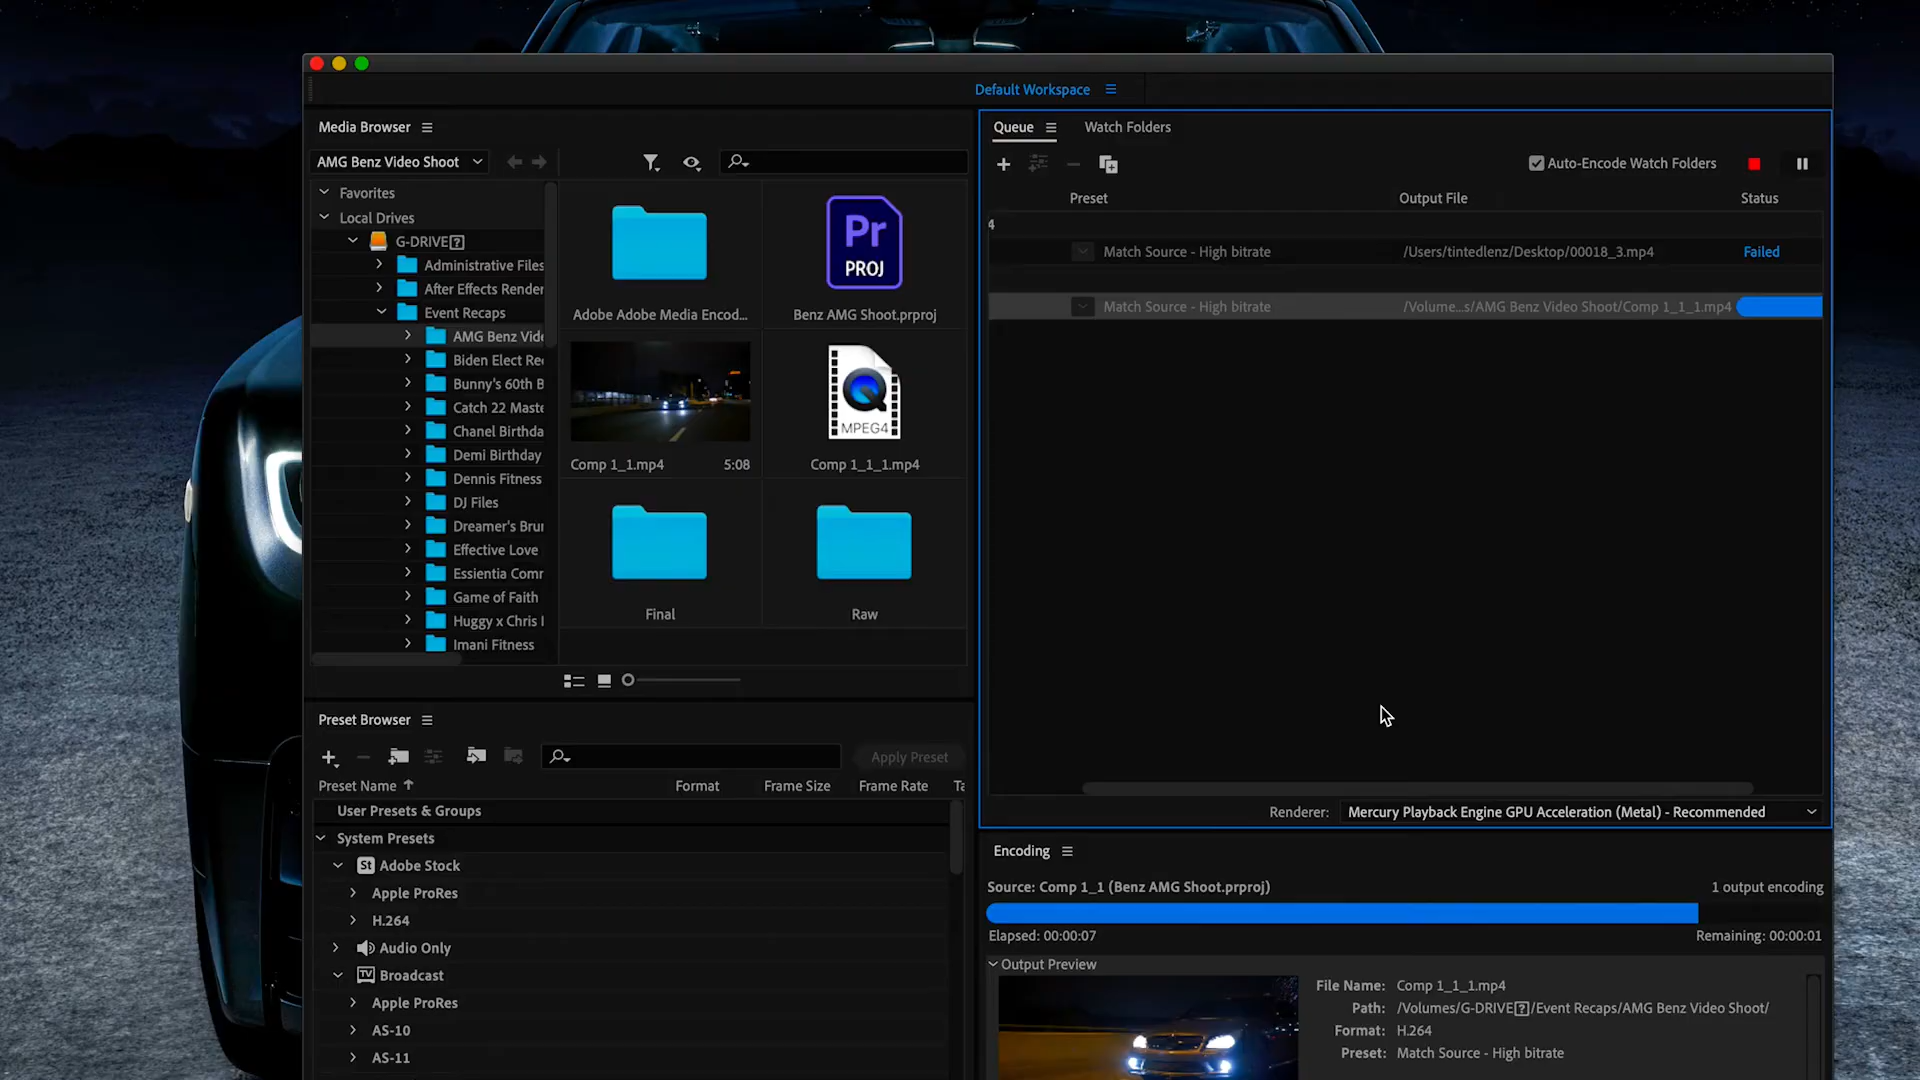 Default Workspace
Media Browser
AMG Benz Video Shoot
Favorites
Local Drives
G-DRIVE
Administrative Files
After Effects Render
Event Recaps
AMG Benz Vide
Biden Elect Re
Bunny's 60th B
Catch 22 Maste
Chanel Birthda
Demi Birthday
Dennis Fitness
DJ Files
Dreamer's Bru
Effective Love
Essientia Com
Game of Faith
Huggy x Chris
Imani Fitness
Adobe Adobe Media Encod...
Pr
PROJ
Benz AMG Shoot.prproj
Comp 1_1.mp4 5:08
MPEG4
Comp 1_1_1.mp4
Final
Raw
Queue
Watch Folders
Auto-Encode Watch Folders
Preset Output File Status
4
Match Source - High bitrate /Users/tintedlenz/Desktop/00018_3.mp4 Failed
Match Source - High bitrate /Volume...s/AMG Benz Video Shoot/Comp 1_1_1.mp4
Renderer: Mercury Playback Engine GPU Acceleration (Metal) - Recommended
Preset Browser
Apply Preset
Preset Name Format Frame Size Frame Rate Ta
User Presets & Groups
System Presets
St Adobe Stock
Apple ProRes
H.264
Audio Only
TV Broadcast
Apple ProRes
AS-10
AS-11
Encoding
Source: Comp 1_1 (Benz AMG Shoot.prproj) 1 output encoding
Elapsed: 00:00:07 Remaining: 00:00:01
Output Preview
File Name: Comp 1_1_1.mp4
Path: /Volumes/G-DRIVE/Event Recaps/AMG Benz Video Shoot/
Format: H.264
Preset: Match Source - High bitrate